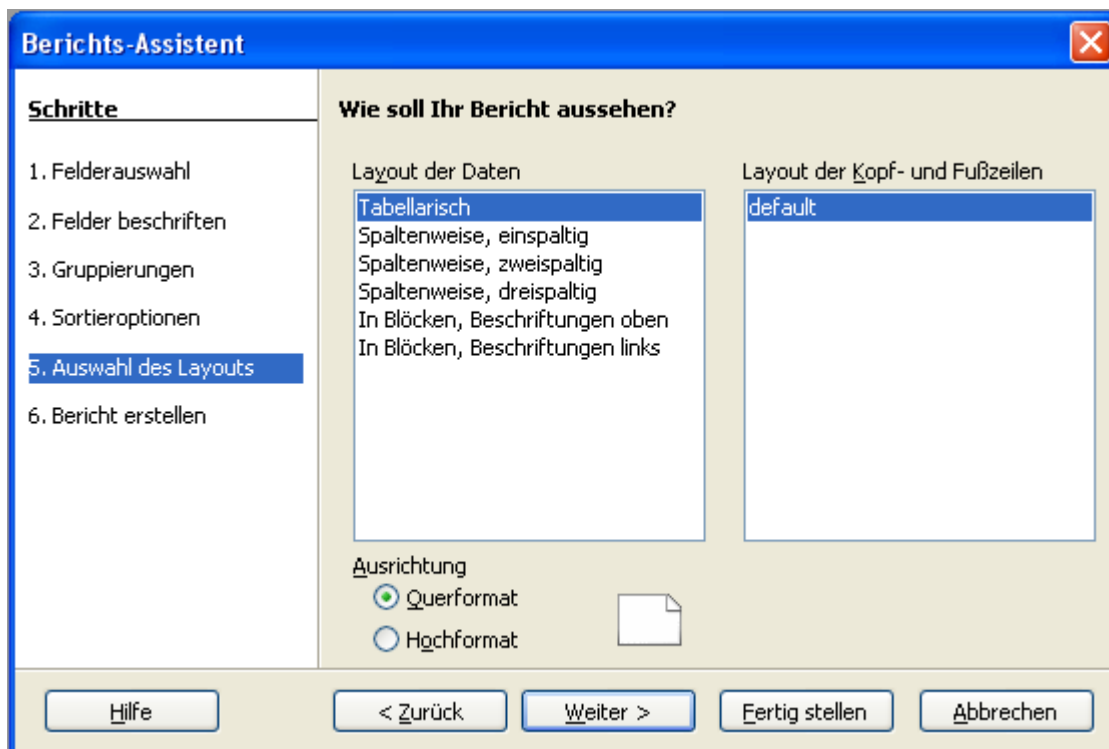 Berichts-Assistent
Schritte
1. Felderauswahl
2. Felder beschriften
3. Gruppierungen
4. Sortieroptionen
5. Auswahl des Layouts
6. Bericht erstellen
Wie soll Ihr Bericht aussehen?
Layout der Daten
Tabellarisch
Spaltenweise, einspaltig
Spaltenweise, zweispaltig
Spaltenweise, dreispaltig
In Blöcken, Beschriftungen oben
In Blöcken, Beschriftungen links
Layout der Kopf- und Fußzeilen
default
Ausrichtung
Querformat
Hochformat
Hilfe
< Zurück
Weiter >
Fertig stellen
Abbrechen